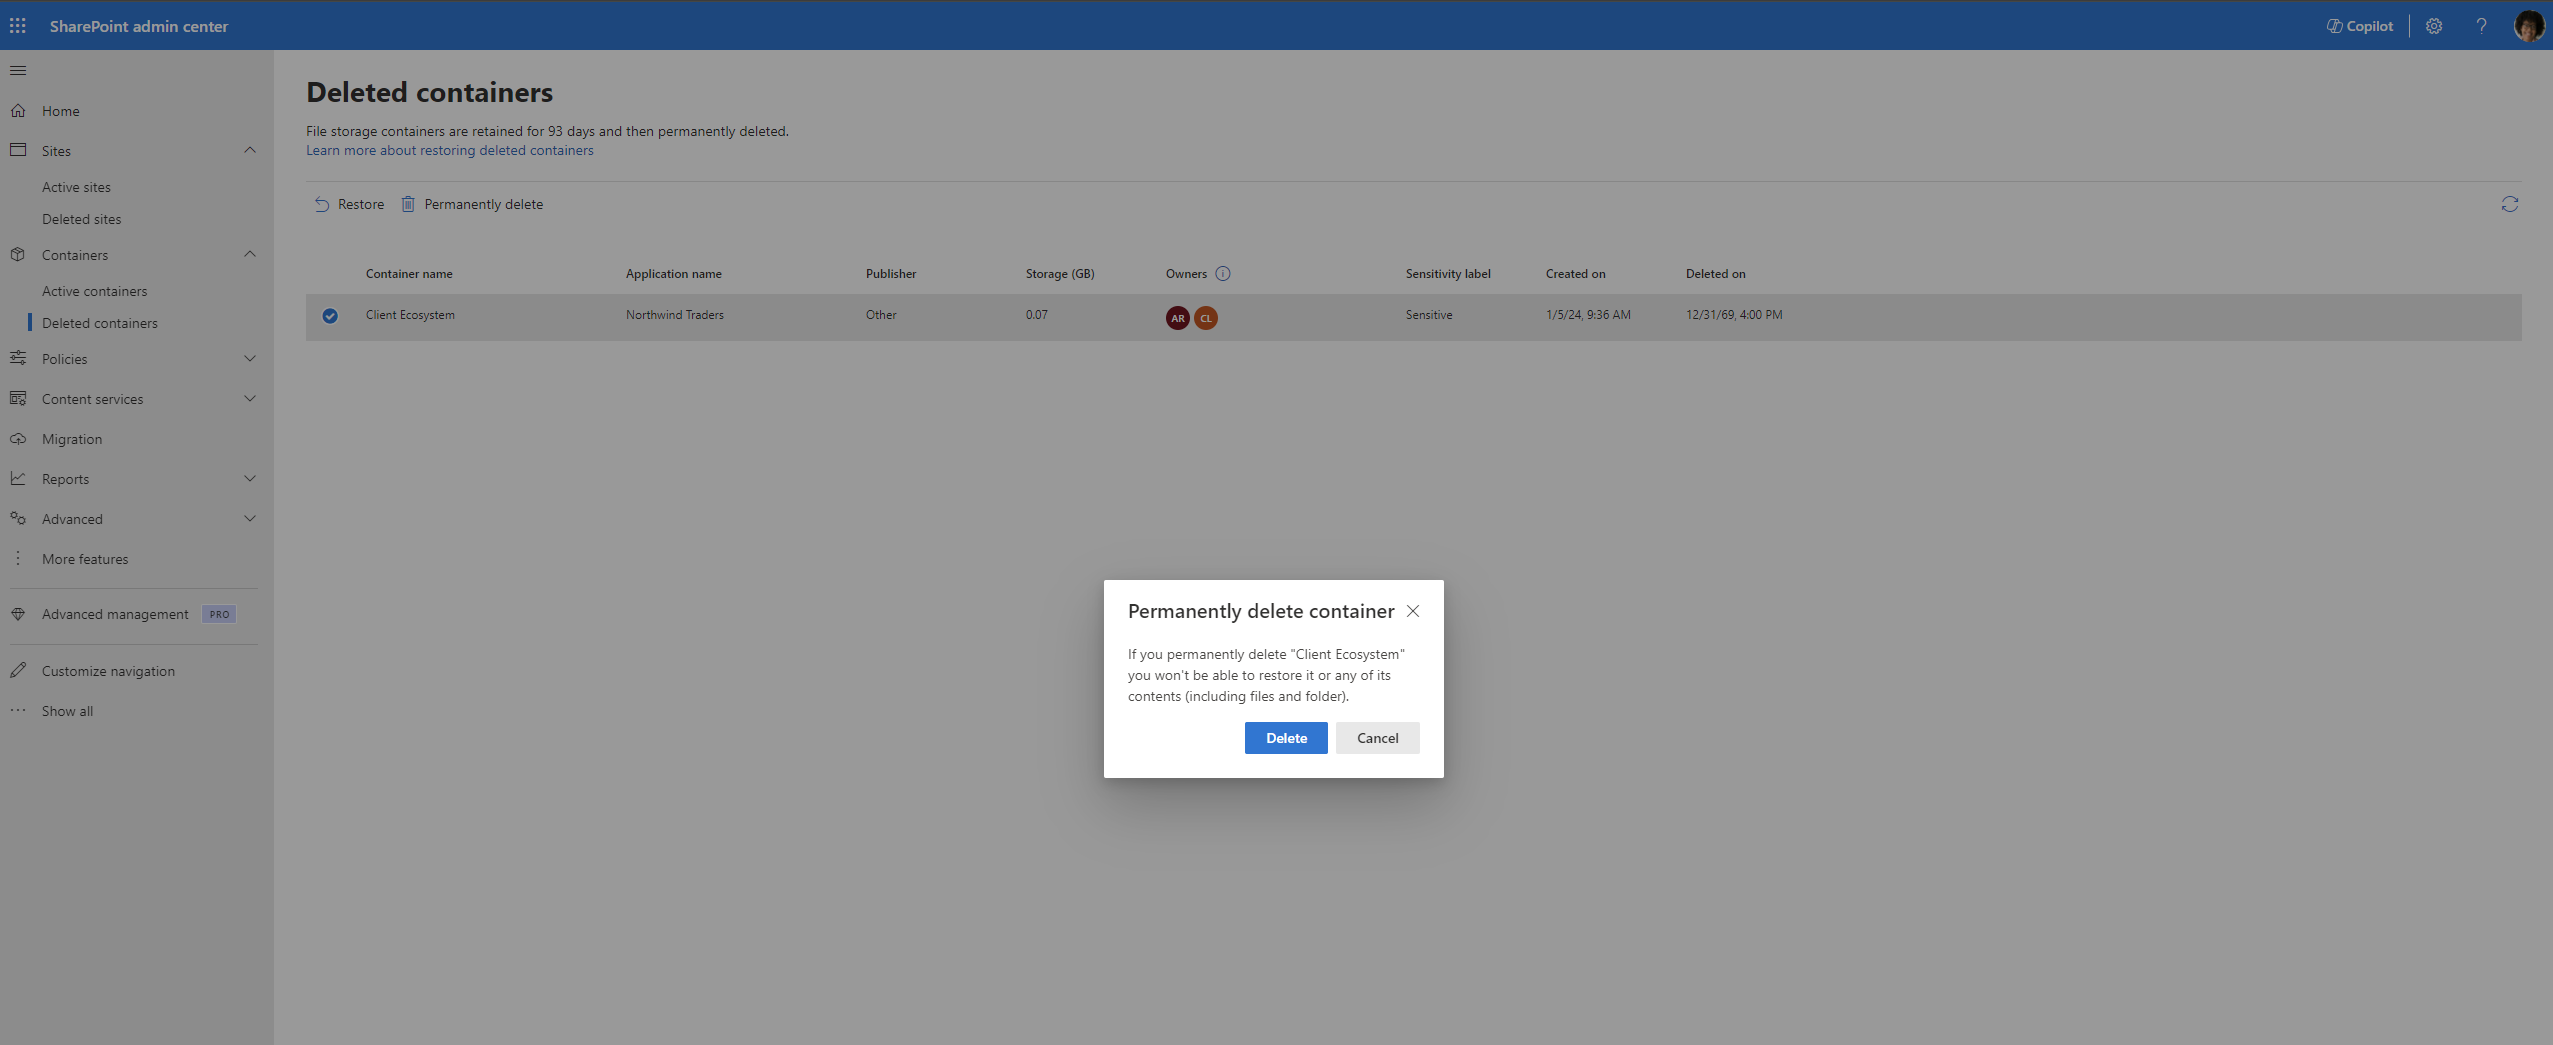 SharePoint admin center
Copilot
Home
Sites
Active sites
Deleted sites
Containers
Active containers
Deleted containers
Policies
Content services
Migration
Reports
Advanced
More features
Advanced management PRO
Customize navigation
Show all
Deleted containers
File storage containers are retained for 93 days and then permanently deleted.
Learn more about restoring deleted containers
Restore Permanently delete
Container name Application name Publisher Storage (GB) Owners Sensitivity label Created on Deleted on
Client Ecosystem Northwind Traders Other 0.07 AR CL Sensitive 1/5/24, 9:36 AM 12/31/69, 4:00 PM
Permanently delete container
If you permanently delete "Client Ecosystem"
you won't be able to restore it or any of its
contents (including files and folder).
Delete Cancel